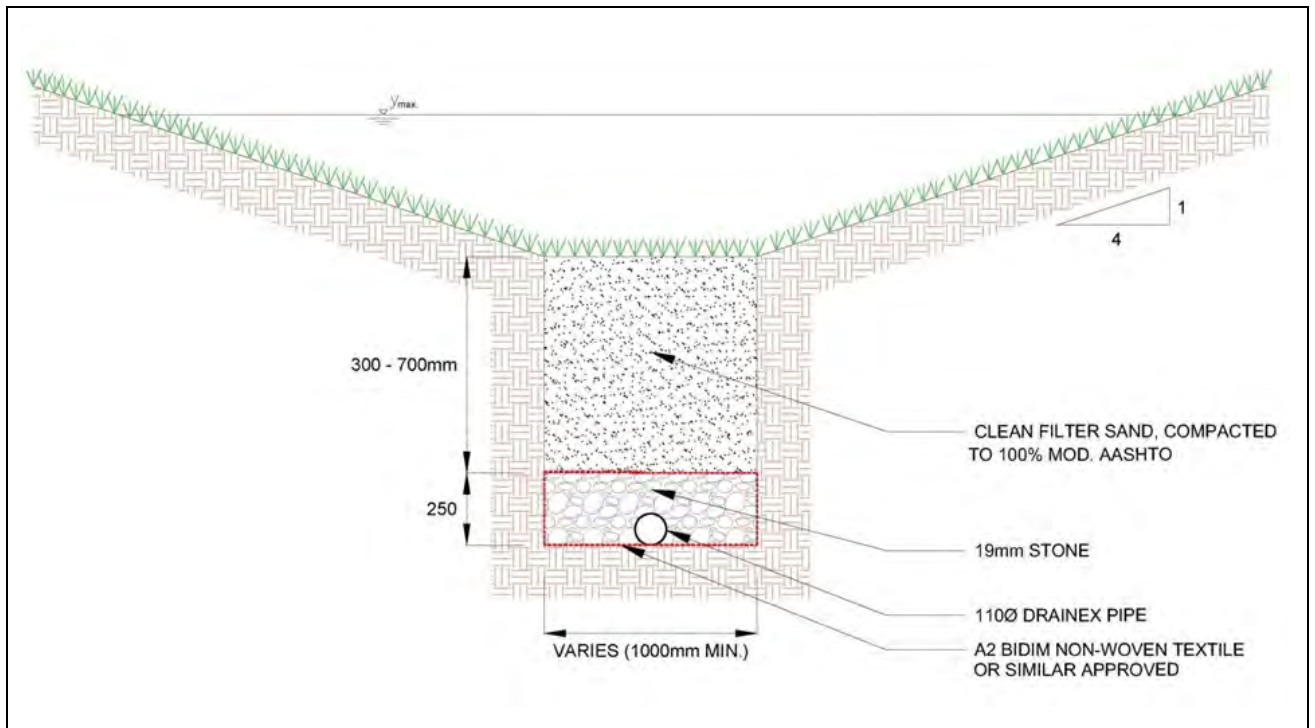 ymax.
1
4
300 - 700mm
CLEAN FILTER SAND, COMPACTED
TO 100% MOD. AASHTO
250
19mm STONE
110Ø DRAINEX PIPE
VARIES (1000mm MIN.)
A2 BIDIM NON-WOVEN TEXTILE
OR SIMILAR APPROVED